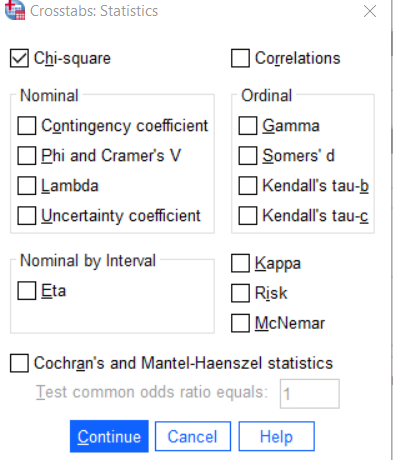 Crosstabs: Statistics
Chi-square
Correlations
Nominal
Contingency coefficient
Phi and Cramer's V
Lambda
Uncertainty coefficient
Ordinal
Gamma
Somers' d
Kendall's tau-b
Kendall's tau-c
Nominal by Interval
Eta
Kappa
Risk
McNemar
Cochran's and Mantel-Haenszel statistics
Test common odds ratio equals: 1
Continue Cancel Help